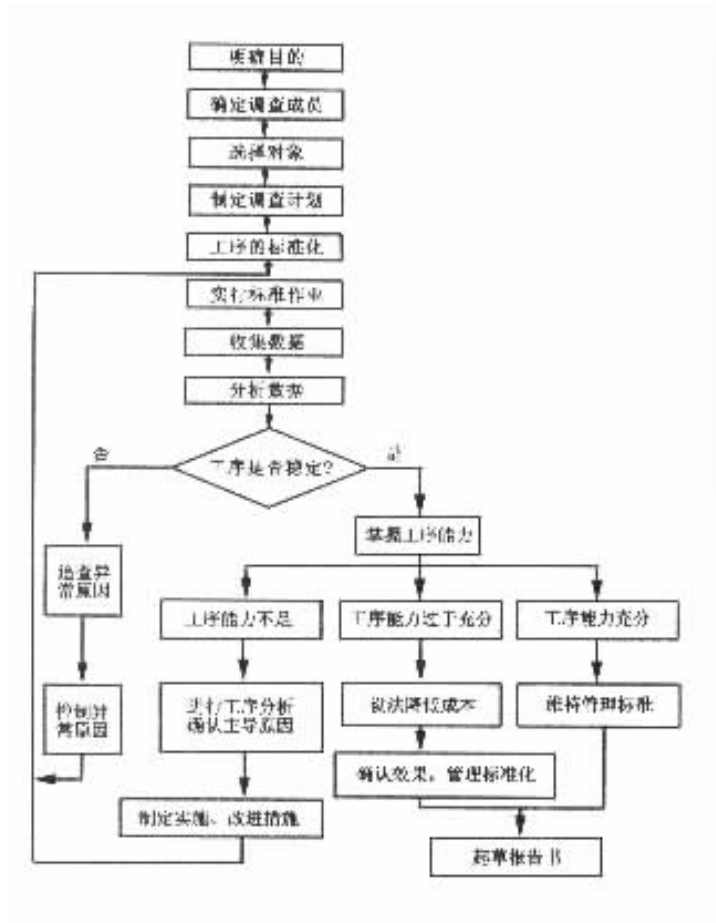 明确目的
确定调查成员
选择对象
制定调查计划
工序的标准化
实行标准作业
收集数据
分析数据
工序是否稳定?
否
是
掌握工序能力
追查异
常原因
工序能力不足
工序能力过于充分
工序能力充分
控制异
常原因
进行工序分析
确认主导原因
设法降低成本
维持管理标准
确认效果，管理标准化
制定实施、改进措施
起草报告书